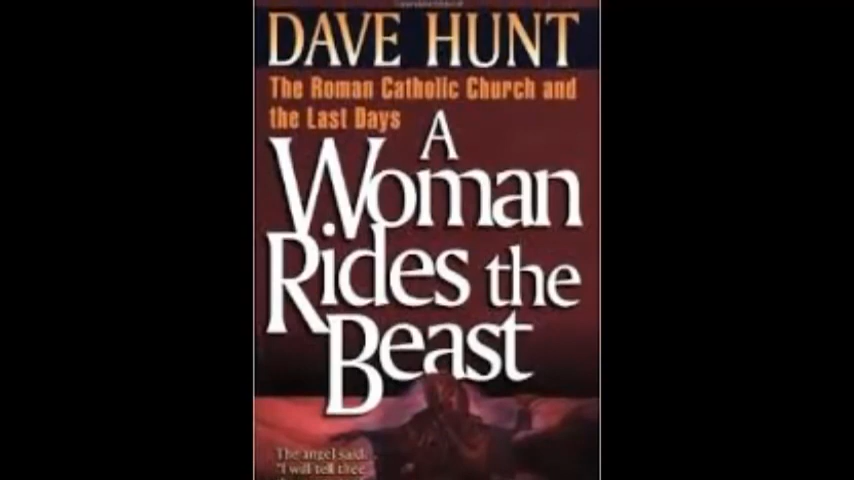 DAVE HUNT
The Roman Catholic Church and
the Last Days
A
Woman
Rides the
Beast
The angel said...
"I will tell thee